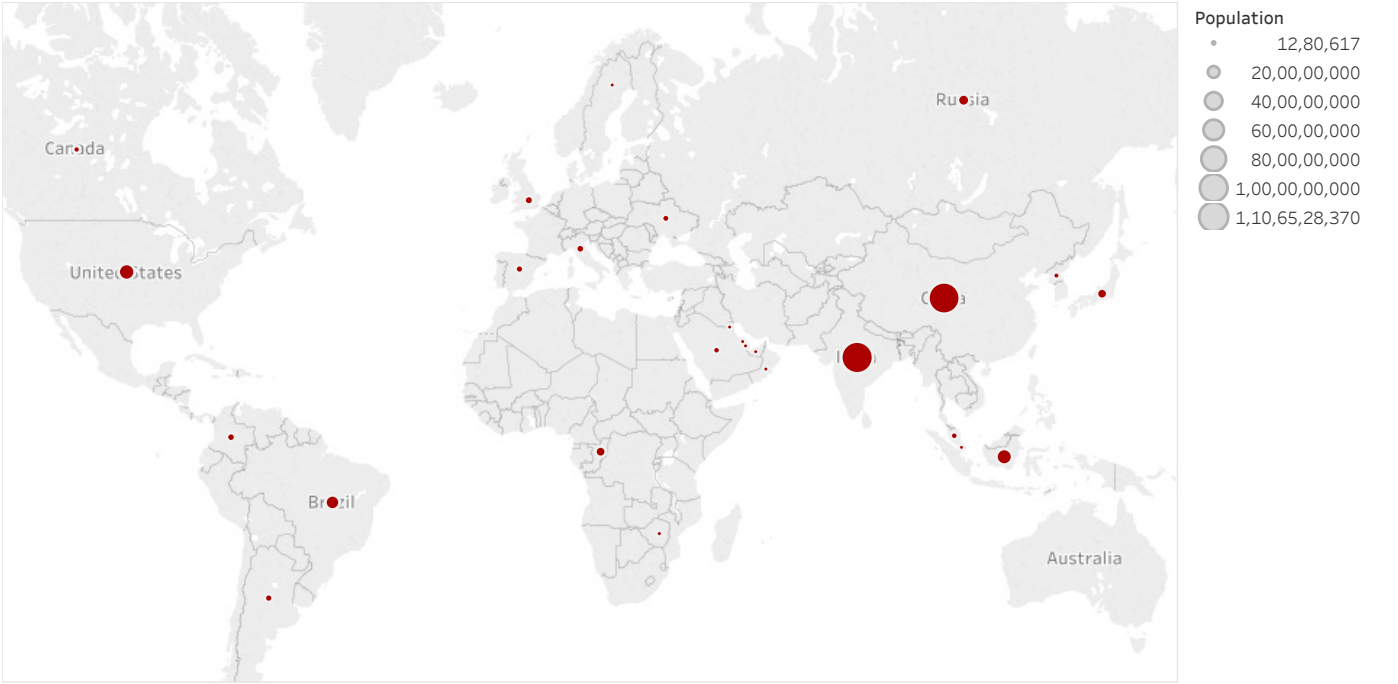 Population
12,80,617
20,00,00,000
40,00,00,000
60,00,00,000
80,00,00,000
1,00,00,00,000
1,10,65,28,370
Russia
Canada
United States
China
India
Brazil
Australia